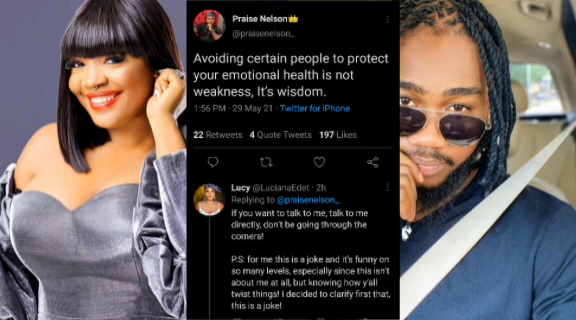 Praise Nelson👑
@praisenelson_
Avoiding certain people to protect
your emotional health is not
weakness, It's wisdom.
1:56 PM · 29 May 21 · Twitter for iPhone
22 Retweets 4 Quote Tweets 197 Likes
Lucy @LucianaEdet · 2h
Replying to @praisenelson_
If you want to talk to me, talk to me
directly, don't be going through the
corners!
P.S: for me this is a joke and it's funny on
so many levels, especially since this isn't
about me at all, but knowing how y'all
twist things! I decided to clarify first that,
this is a joke!